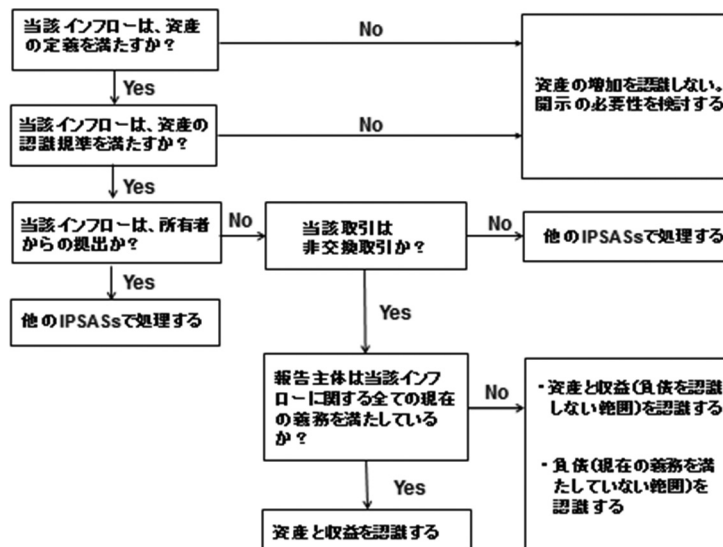 当該インフローは、資産
の定義を満たすか？
No
資産の増加を認識しない。
開示の必要性を検討する
Yes
当該インフローは、資産の
認識規準を満たすか？
No
Yes
当該インフローは、所有者
からの拠出か？
No
当該取引は
非交換取引か？
No
他のIPSASsで処理する
Yes
他のIPSASsで処理する
Yes
報告主体は当該インフ
ローに関する全ての現在
の義務を満たしている
か？
No
・資産と収益（負債を認識
しない範囲）を認識する
・負債（現在の義務を満
たしていない範囲）を
認識する
Yes
資産と収益を認識する